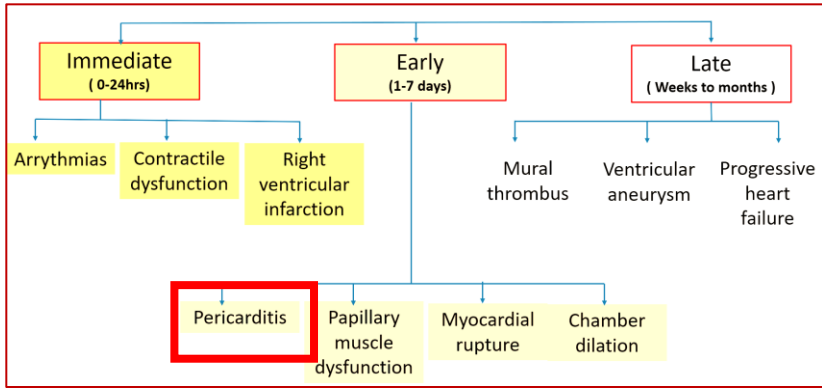 Immediate
( 0-24hrs)
Early
(1-7 days)
Late
( Weeks to months )
Arrythmias
Contractile
dysfunction
Right
ventricular
infarction
Mural
thrombus
Ventricular
aneurysm
Progressive
heart
failure
Pericarditis
Papillary
muscle
dysfunction
Myocardial
rupture
Chamber
dilation